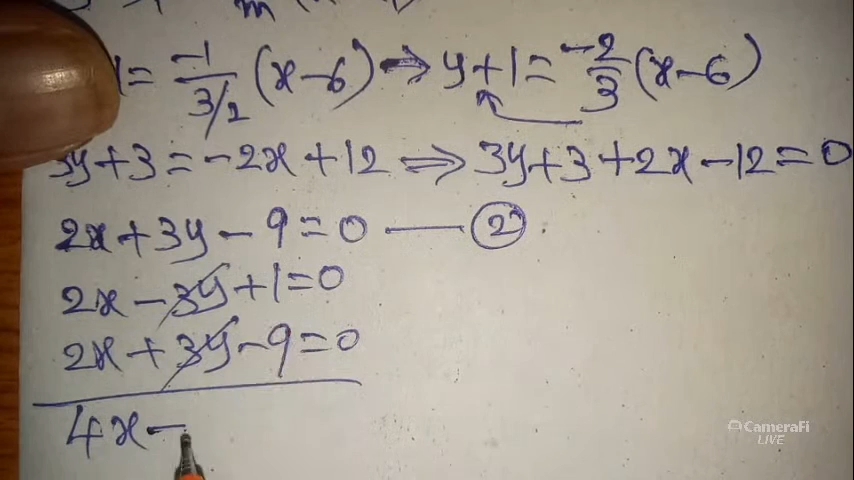 m
1 = -1/3/2 (x-6) → y+1 = -2/3 (x-6)
3y+3 = -2x+12 ⇒ 3y+3+2x-12=0
2x+3y-9=0 — ②
2x-3y+1=0
2x+3y-9=0
4x-
CameraFi
LIVE